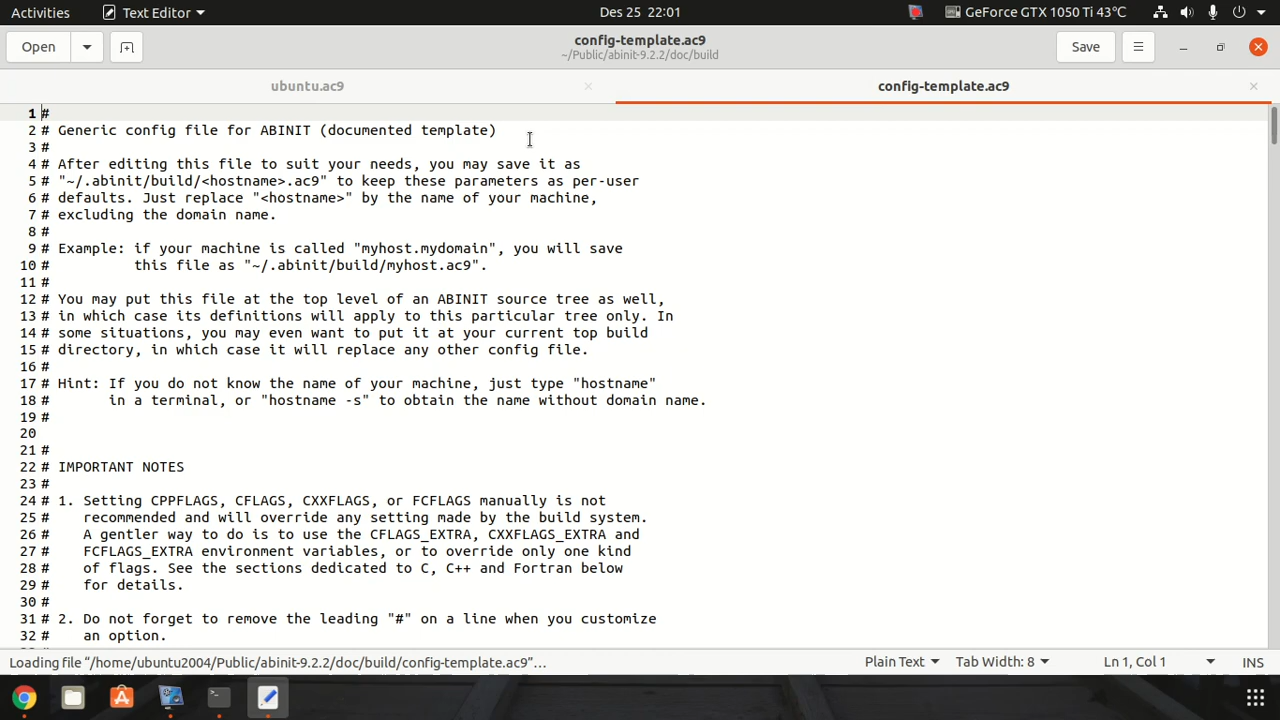 Activities Text Editor Des 25 22:01 GeForce GTX 1050 Ti 43℃
Open config-template.ac9 Save
~/Public/abinit-9.2.2/doc/build
ubuntu.ac9 config-template.ac9
1 #
2 # Generic config file for ABINIT (documented template)
3 #
4 # After editing this file to suit your needs, you may save it as
5 # "~/.abinit/build/<hostname>.ac9" to keep these parameters as per-user
6 # defaults. Just replace "<hostname>" by the name of your machine,
7 # excluding the domain name.
8 #
9 # Example: if your machine is called "myhost.mydomain", you will save
10 # this file as "~/.abinit/build/myhost.ac9".
11 #
12 # You may put this file at the top level of an ABINIT source tree as well,
13 # in which case its definitions will apply to this particular tree only. In
14 # some situations, you may even want to put it at your current top build
15 # directory, in which case it will replace any other config file.
16 #
17 # Hint: If you do not know the name of your machine, just type "hostname"
18 # in a terminal, or "hostname -s" to obtain the name without domain name.
19 #
20
21 #
22 # IMPORTANT NOTES
23 #
24 # 1. Setting CPPFLAGS, CFLAGS, CXXFLAGS, or FCFLAGS manually is not
25 # recommended and will override any setting made by the build system.
26 # A gentler way to do is to use the CFLAGS_EXTRA, CXXFLAGS_EXTRA and
27 # FCFLAGS_EXTRA environment variables, or to override only one kind
28 # of flags. See the sections dedicated to C, C++ and Fortran below
29 # for details.
30 #
31 # 2. Do not forget to remove the leading "#" on a line when you customize
32 # an option.
Loading file “/home/ubuntu2004/Public/abinit-9.2.2/doc/build/config-template.ac9”… Plain Text Tab Width: 8 Ln 1, Col 1 INS